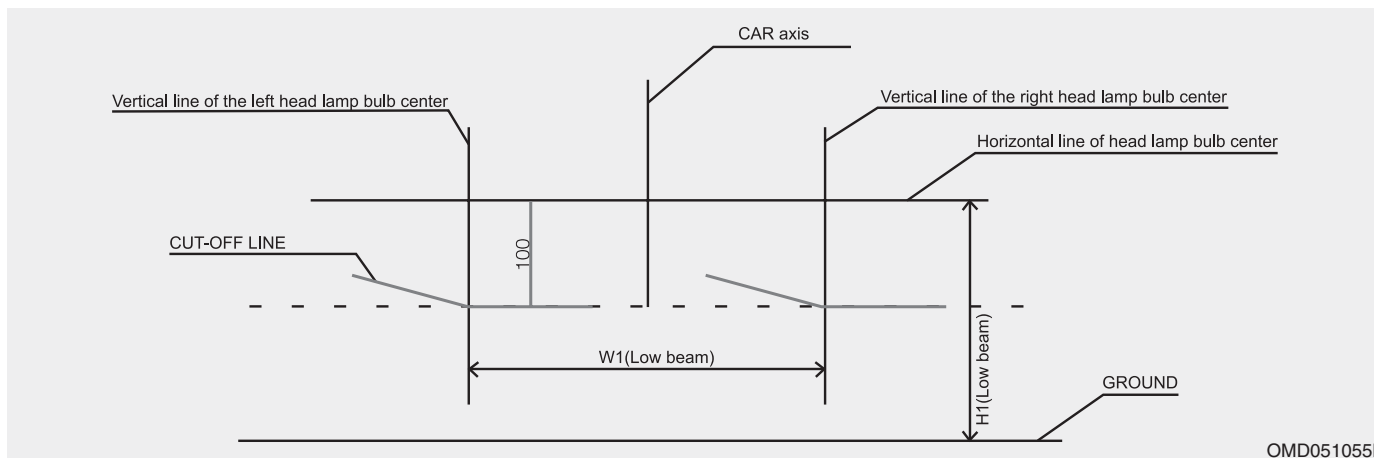 CAR axis
Vertical line of the left head lamp bulb center
Vertical line of the right head lamp bulb center
Horizontal line of head lamp bulb center
CUT-OFF LINE
100
W1(Low beam)
H1(Low beam)
GROUND
OMD051055